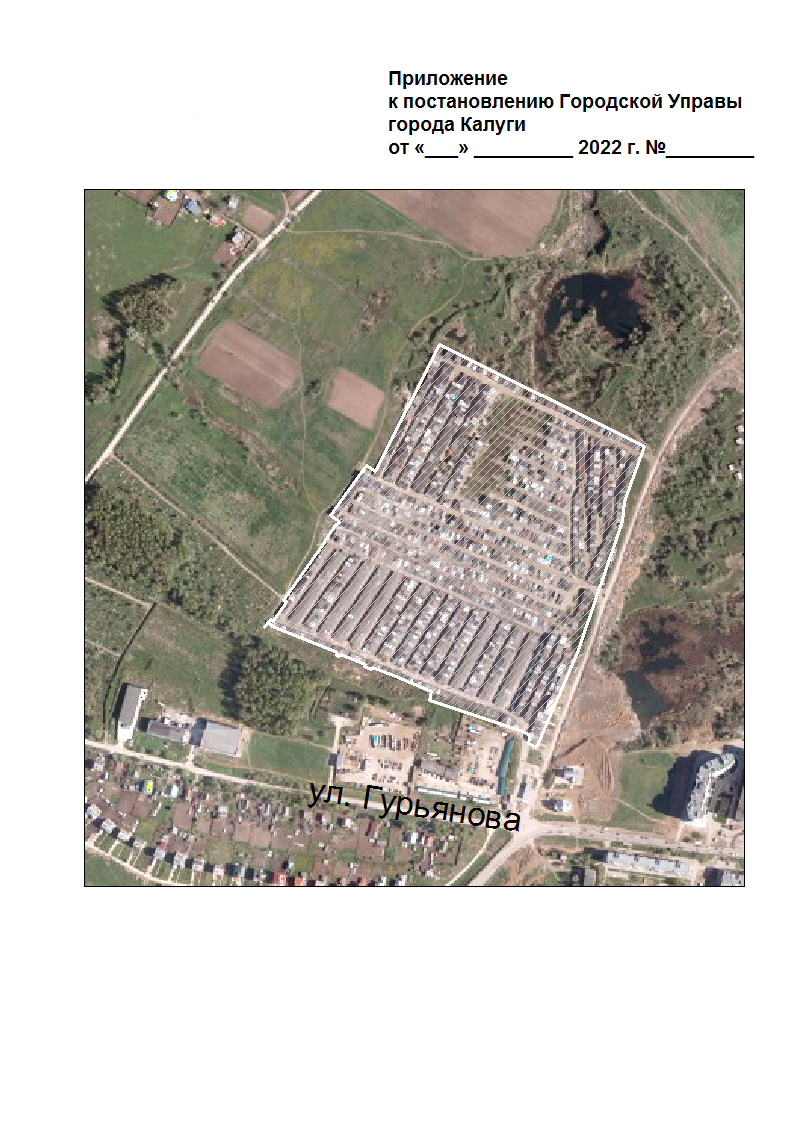 Приложение
к постановлению Городской Управы
города Калуги
от «___» _________ 2022 г. №________
ул. Гурьянова